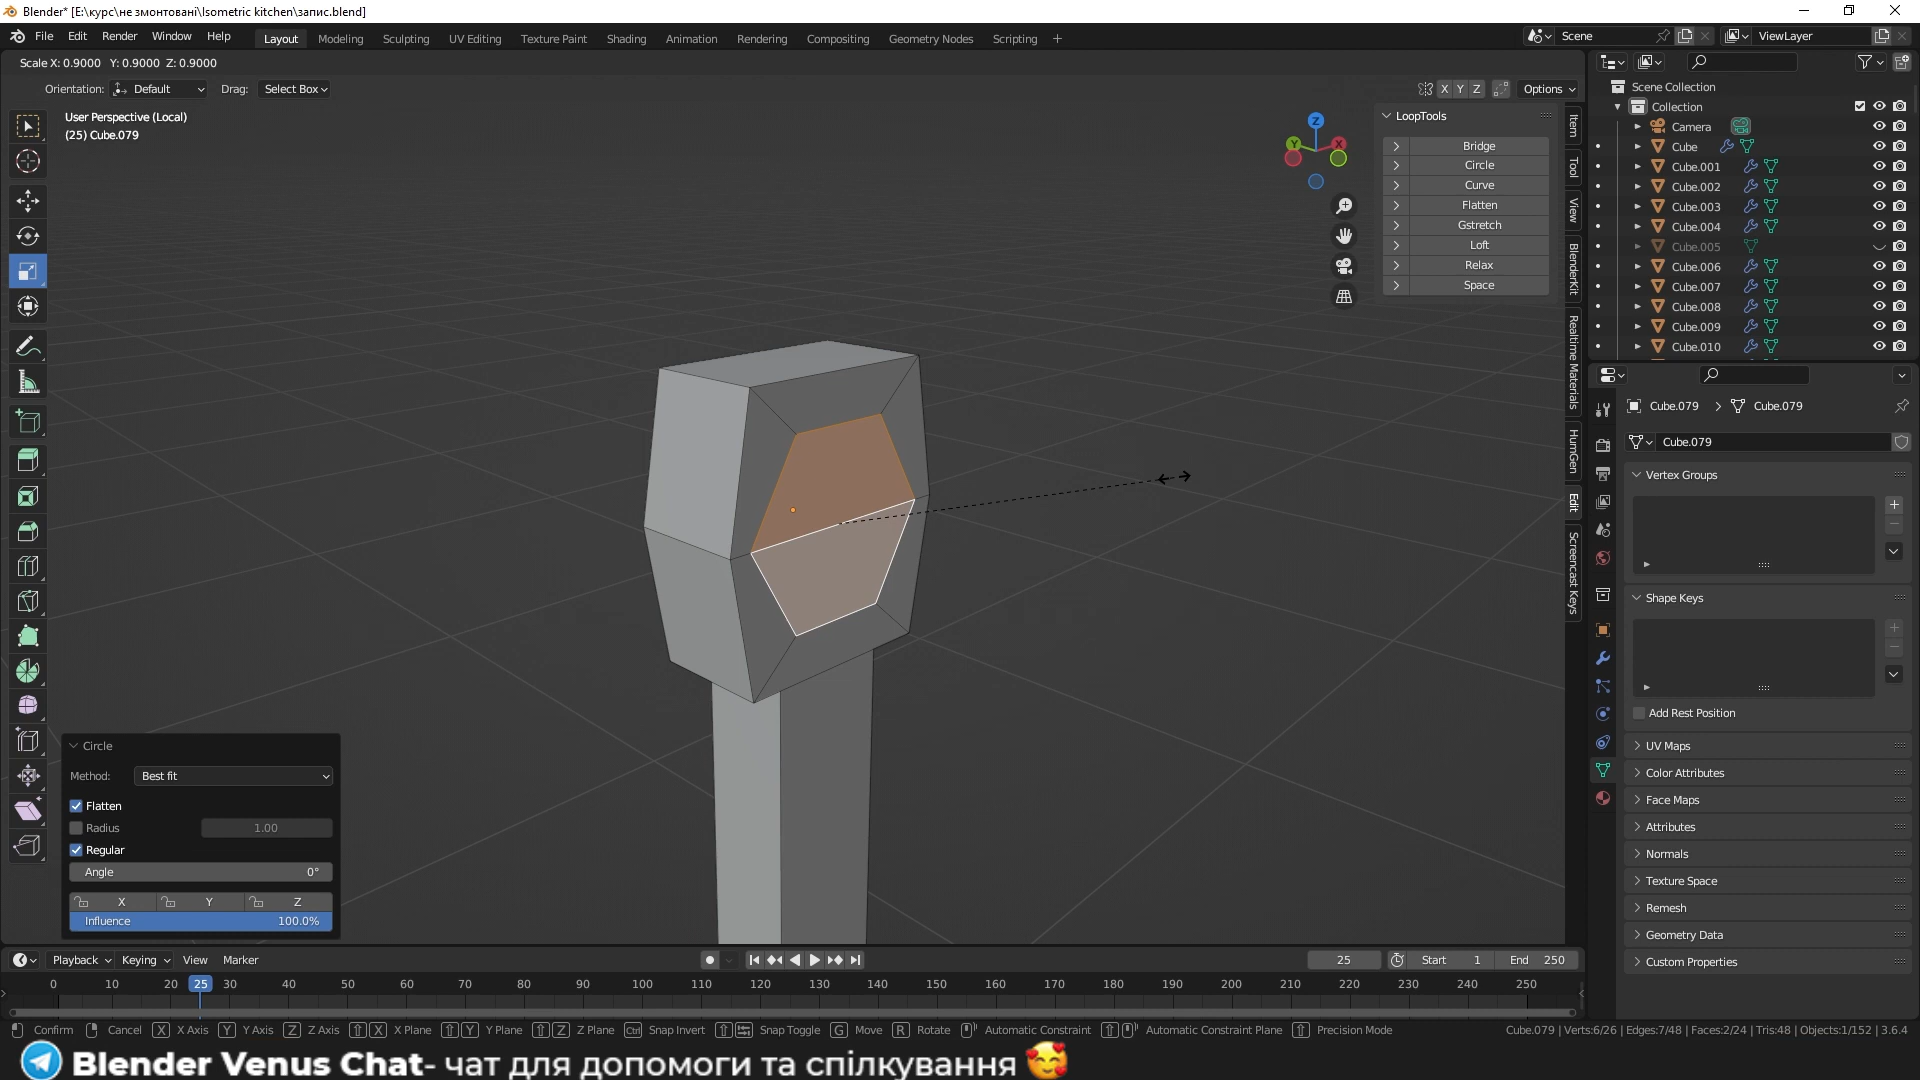 Blender* [E:\курс\не змонтовані\Isometric kitchen\запис.blend]
File Edit Render Window Help Layout Modeling Sculpting UV Editing Texture Paint Shading Animation Rendering Compositing Geometry Nodes Scripting + Scene ViewLayer
Scale X: 0.9000 Y: 0.9000 Z: 0.9000
Orientation: Default Drag: Select Box X Y Z Options
User Perspective (Local)
(25) Cube.079
Z
Y
X
LoopTools
Bridge
Circle
Curve
Flatten
Gstretch
Loft
Relax
Space
Item
Tool
View
BlenderKit
Realtime Materials
HumGen
Edit
Screencast Keys
Scene Collection
Collection
Camera
Cube
Cube.001
Cube.002
Cube.003
Cube.004
Cube.005
Cube.006
Cube.007
Cube.008
Cube.009
Cube.010
Cube.079 > Cube.079
Cube.079
Vertex Groups
Shape Keys
Add Rest Position
UV Maps
Color Attributes
Face Maps
Attributes
Normals
Texture Space
Remesh
Geometry Data
Custom Properties
Circle
Method: Best fit
Flatten
Radius 1.00
Regular
Angle 0°
X Y Z
Influence 100.0%
Playback Keying View Marker 25 Start 1 End 250
0 10 20 25 30 40 50 60 70 80 90 100 110 120 130 140 150 160 170 180 190 200 210 220 230 240 250
Confirm Cancel X X Axis Y Y Axis Z Z Axis X X Plane Y Y Plane Z Z Plane Ctrl Snap Invert Snap Toggle G Move R Rotate Automatic Constraint Automatic Constraint Plane Precision Mode Cube.079 | Verts:6/26 | Edges:7/48 | Faces:2/24 | Tris:48 | Objects:1/152 | 3.6.4
Blender Venus Chat- чат для допомоги та спілкування 🥰